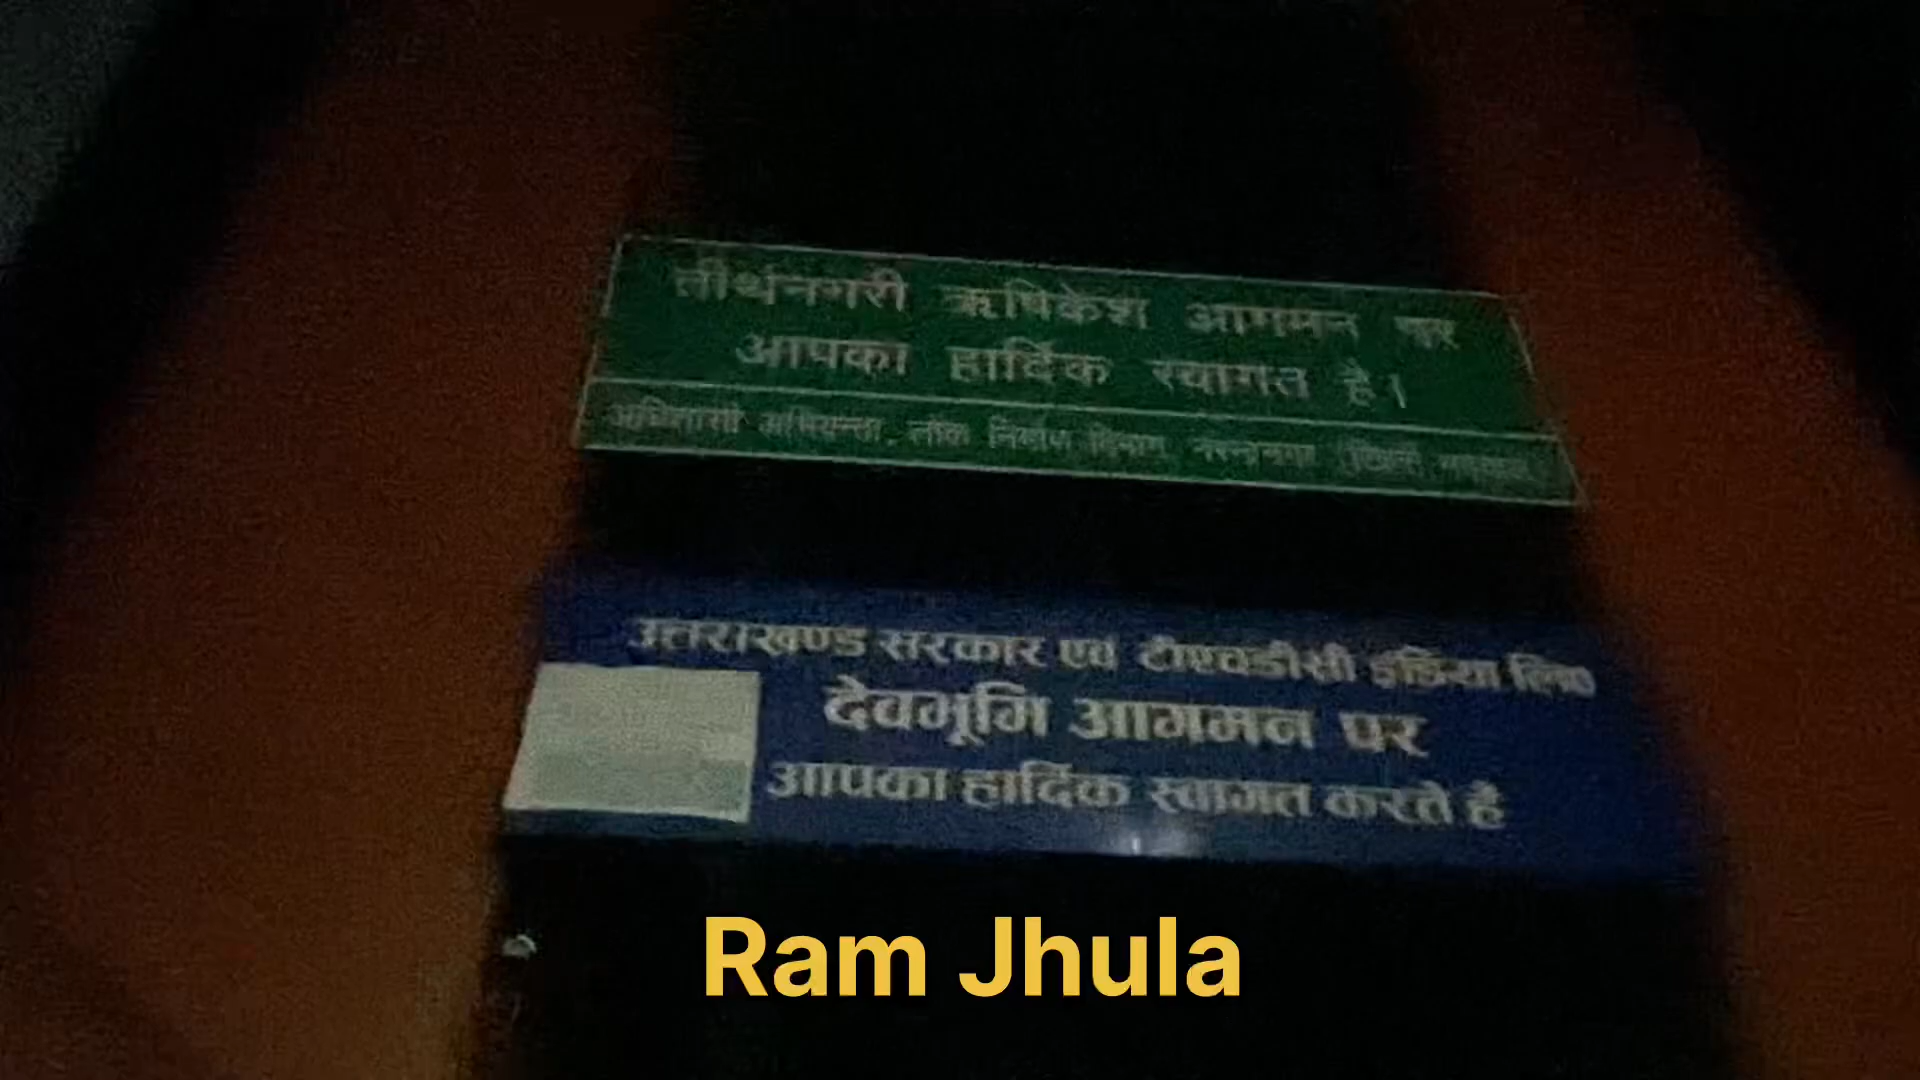 तीर्थनगरी ऋषिकेश आगमन पर
आपका हार्दिक स्वागत है।
अधिशासी अभियन्ता, लोक निर्माण विभाग
उत्तराखण्ड सरकार एवं टीएचडीसी इंडिया लि०
देवभूमि आगमन पर
आपका हार्दिक स्वागत करते है
Ram Jhula